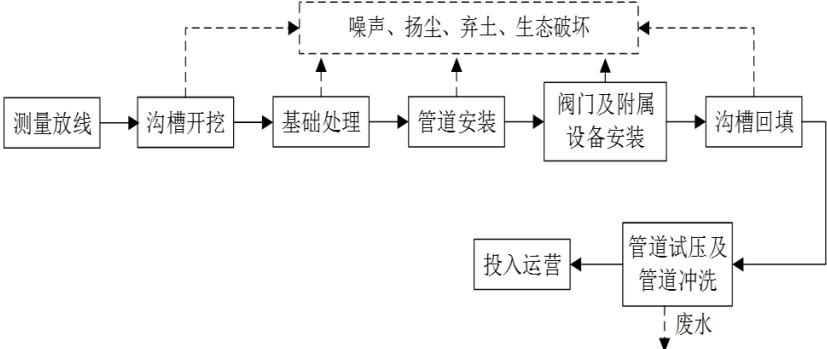 噪声、扬尘、弃土、生态破坏
测量放线
沟槽开挖
基础处理
管道安装
阀门及附属
设备安装
沟槽回填
投入运营
管道试压及
管道冲洗
废水